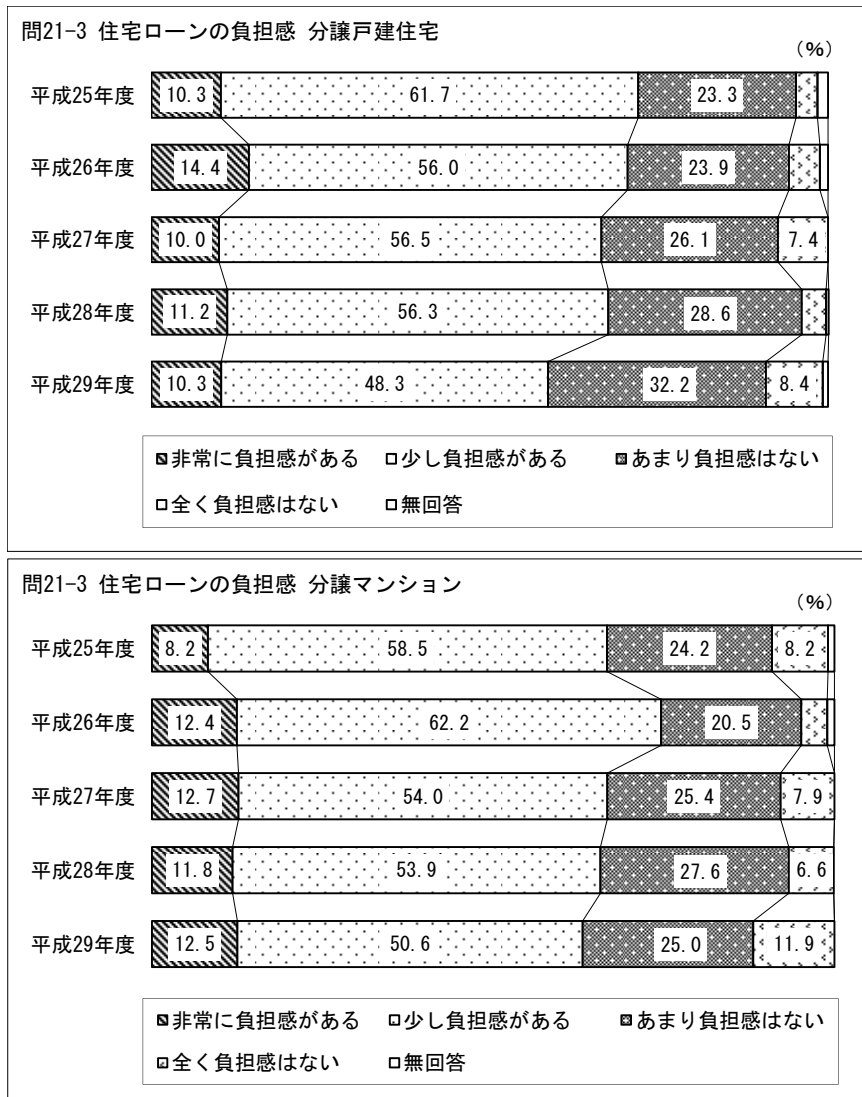 問21-3 住宅ローンの負担感 分譲戸建住宅
(%)
平成25年度 10.3 61.7 23.3
平成26年度 14.4 56.0 23.9
平成27年度 10.0 56.5 26.1 7.4
平成28年度 11.2 56.3 28.6
平成29年度 10.3 48.3 32.2 8.4
非常に負担感がある 少し負担感がある あまり負担感はない
全く負担感はない 無回答
問21-3 住宅ローンの負担感 分譲マンション
(%)
平成25年度 8.2 58.5 24.2 8.2
平成26年度 12.4 62.2 20.5
平成27年度 12.7 54.0 25.4 7.9
平成28年度 11.8 53.9 27.6 6.6
平成29年度 12.5 50.6 25.0 11.9
非常に負担感がある 少し負担感がある あまり負担感はない
全く負担感はない 無回答